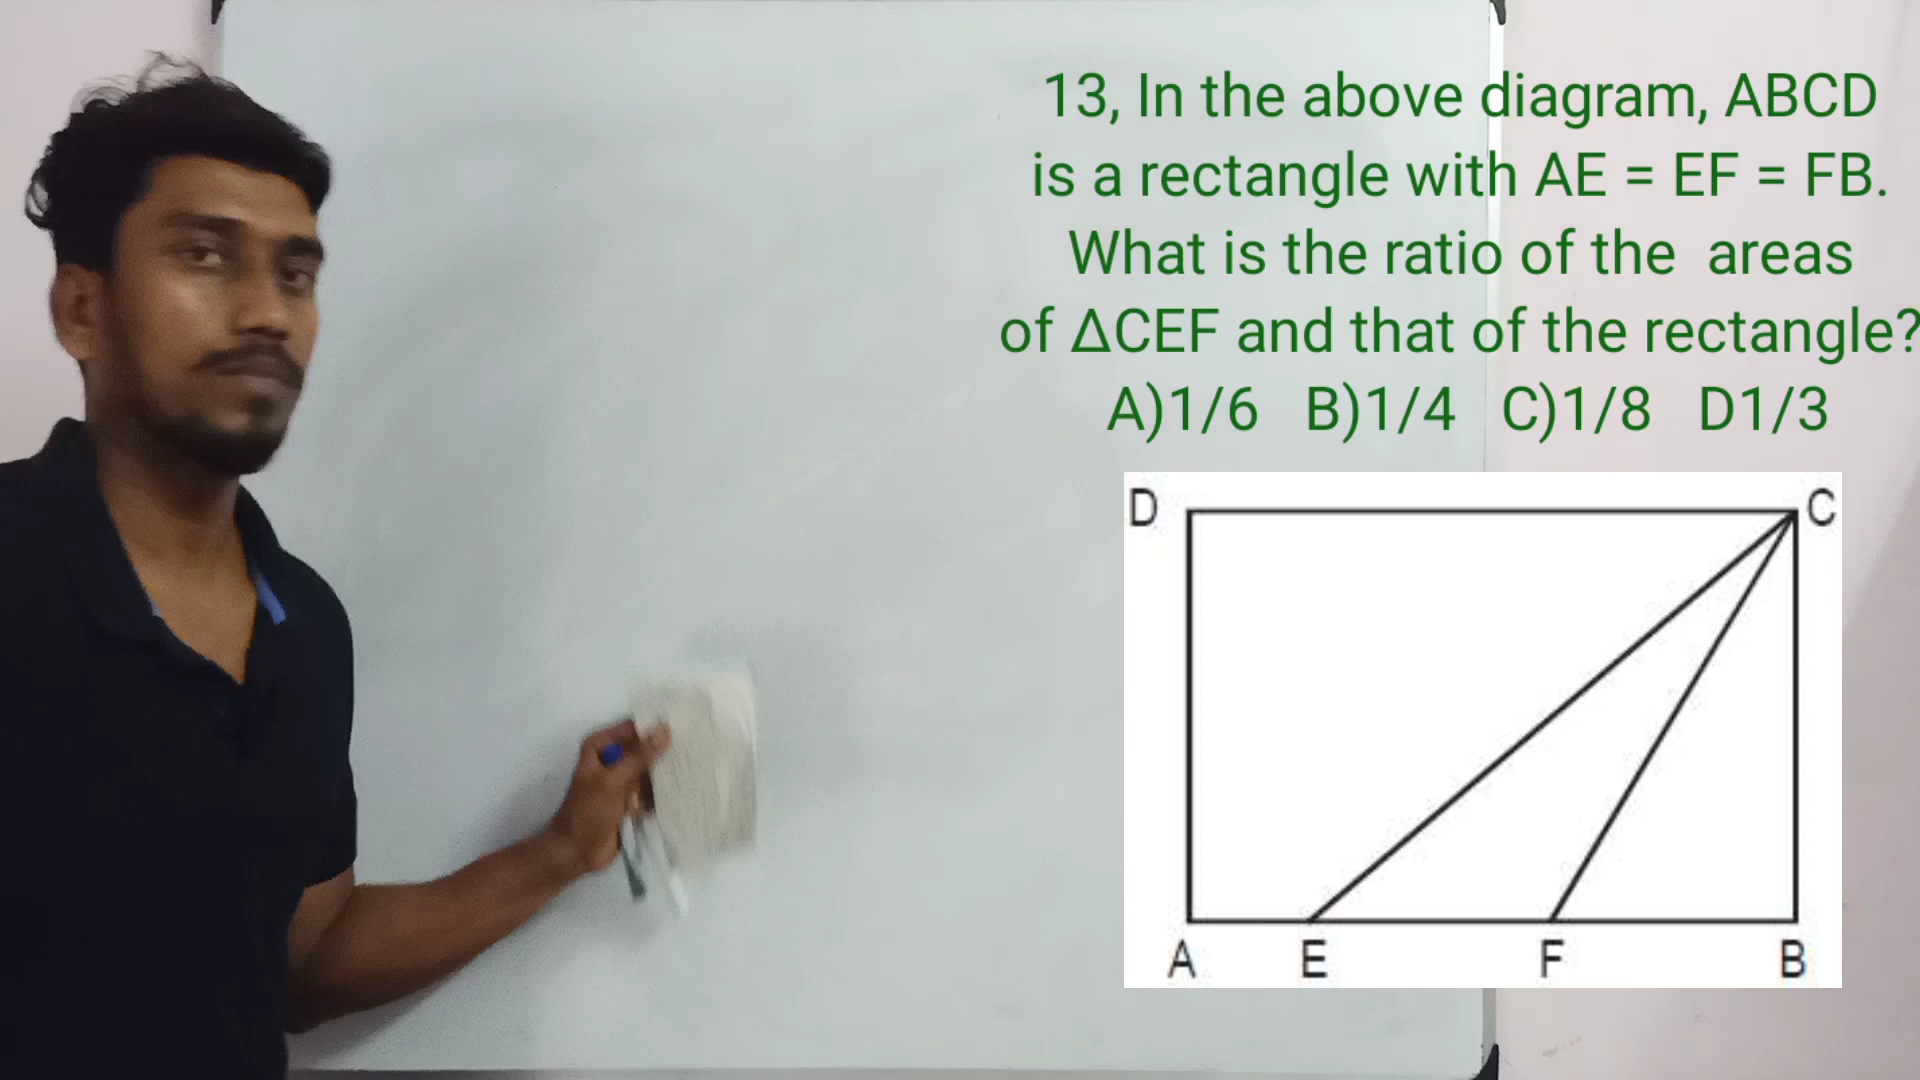 13, In the above diagram, ABCD
is a rectangle with AE = EF = FB.
What is the ratio of the  areas
of ΔCEF and that of the rectangle?
A)1/6   B)1/4   C)1/8   D1/3
D C
A E F B